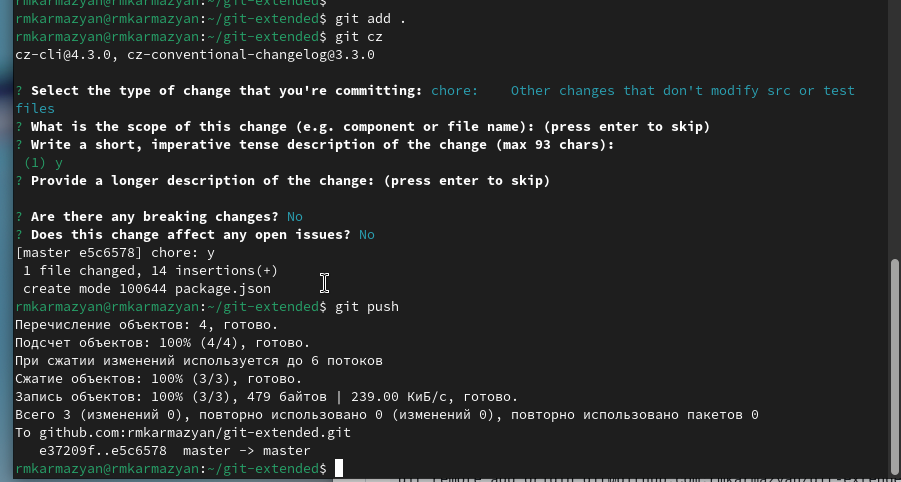 rmkarmazyan@rmkarmazyan:~/git-extended$
rmkarmazyan@rmkarmazyan:~/git-extended$ git add .
rmkarmazyan@rmkarmazyan:~/git-extended$ git cz
cz-cli@4.3.0, cz-conventional-changelog@3.3.0
? Select the type of change that you're committing: chore:    Other changes that don't modify src or test
files
? What is the scope of this change (e.g. component or file name): (press enter to skip)
? Write a short, imperative tense description of the change (max 93 chars):
(1) y
? Provide a longer description of the change: (press enter to skip)
? Are there any breaking changes? No
? Does this change affect any open issues? No
[master e5c6578] chore: y
1 file changed, 14 insertions(+)
create mode 100644 package.json
rmkarmazyan@rmkarmazyan:~/git-extended$ git push
Перечисление объектов: 4, готово.
Подсчет объектов: 100% (4/4), готово.
При сжатии изменений используется до 6 потоков
Сжатие объектов: 100% (3/3), готово.
Запись объектов: 100% (3/3), 479 байтов | 239.00 КиБ/с, готово.
Всего 3 (изменений 0), повторно использовано 0 (изменений 0), повторно использовано пакетов 0
To github.com:rmkarmazyan/git-extended.git
e37209f..e5c6578  master -> master
rmkarmazyan@rmkarmazyan:~/git-extended$